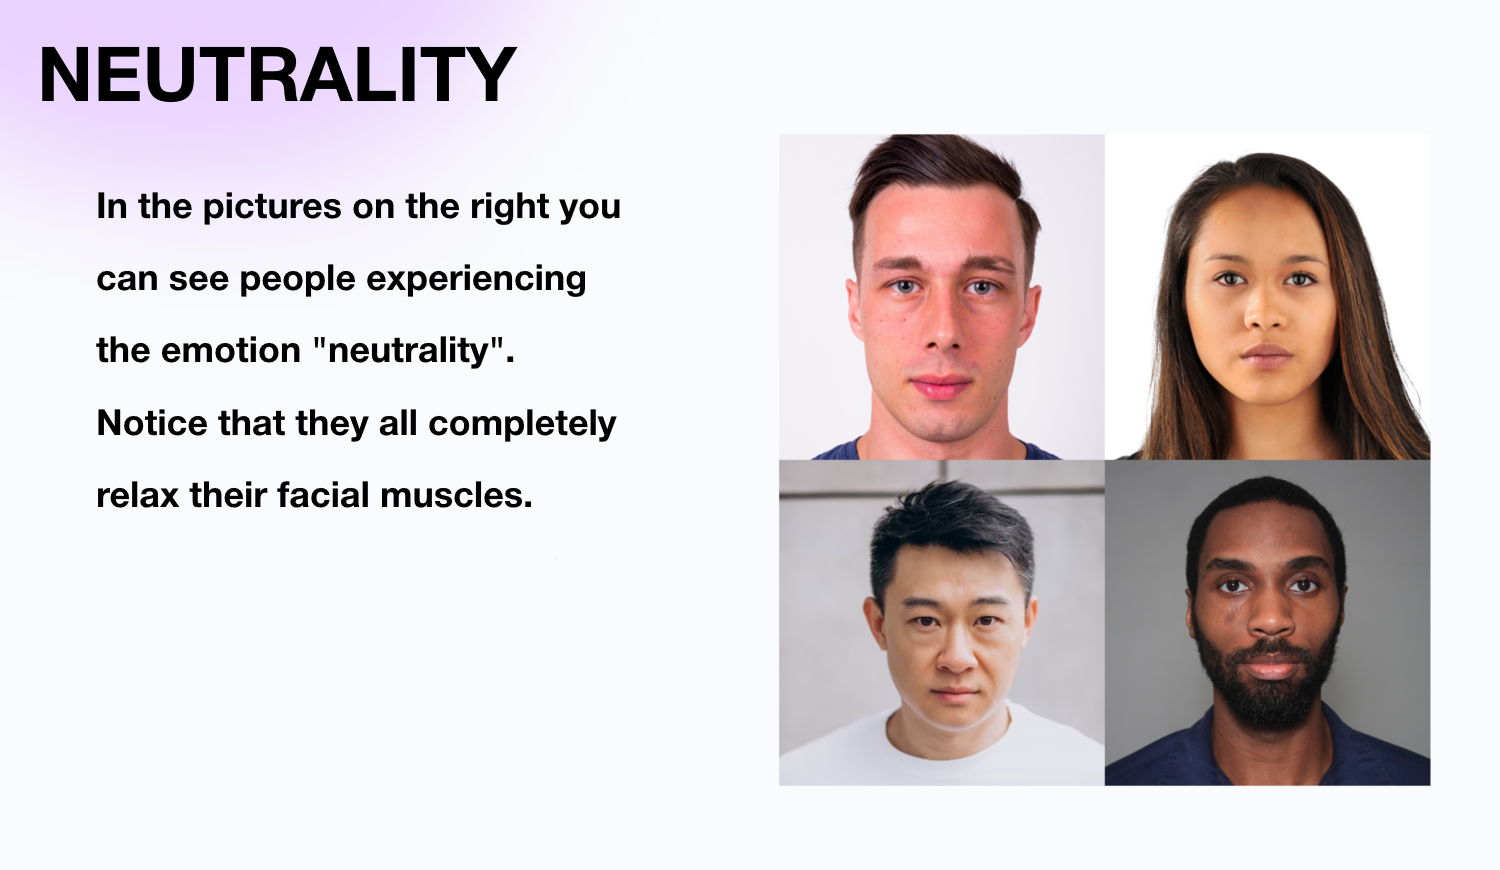 NEUTRALITY
In the pictures on the right you
can see people experiencing
the emotion "neutrality".
Notice that they all completely
relax their facial muscles.